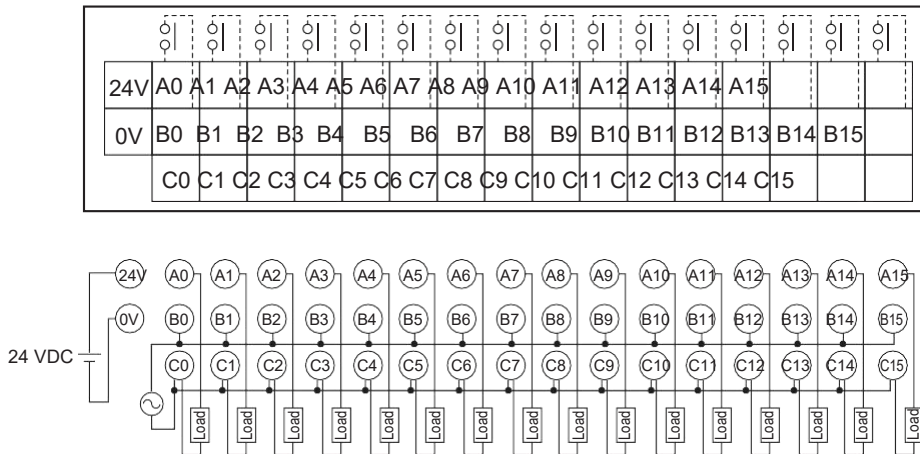 24V A0 A1 A2 A3 A4 A5 A6 A7 A8 A9 A10 A11 A12 A13 A14 A15
0V B0 B1 B2 B3 B4 B5 B6 B7 B8 B9 B10 B11 B12 B13 B14 B15
C0 C1 C2 C3 C4 C5 C6 C7 C8 C9 C10 C11 C12 C13 C14 C15
24V A0 A1 A2 A3 A4 A5 A6 A7 A8 A9 A10 A11 A12 A13 A14 A15
0V B0 B1 B2 B3 B4 B5 B6 B7 B8 B9 B10 B11 B12 B13 B14 B15
24 VDC
C0 C1 C2 C3 C4 C5 C6 C7 C8 C9 C10 C11 C12 C13 C14 C15
Load Load Load Load Load Load Load Load Load Load Load Load Load Load Load Load